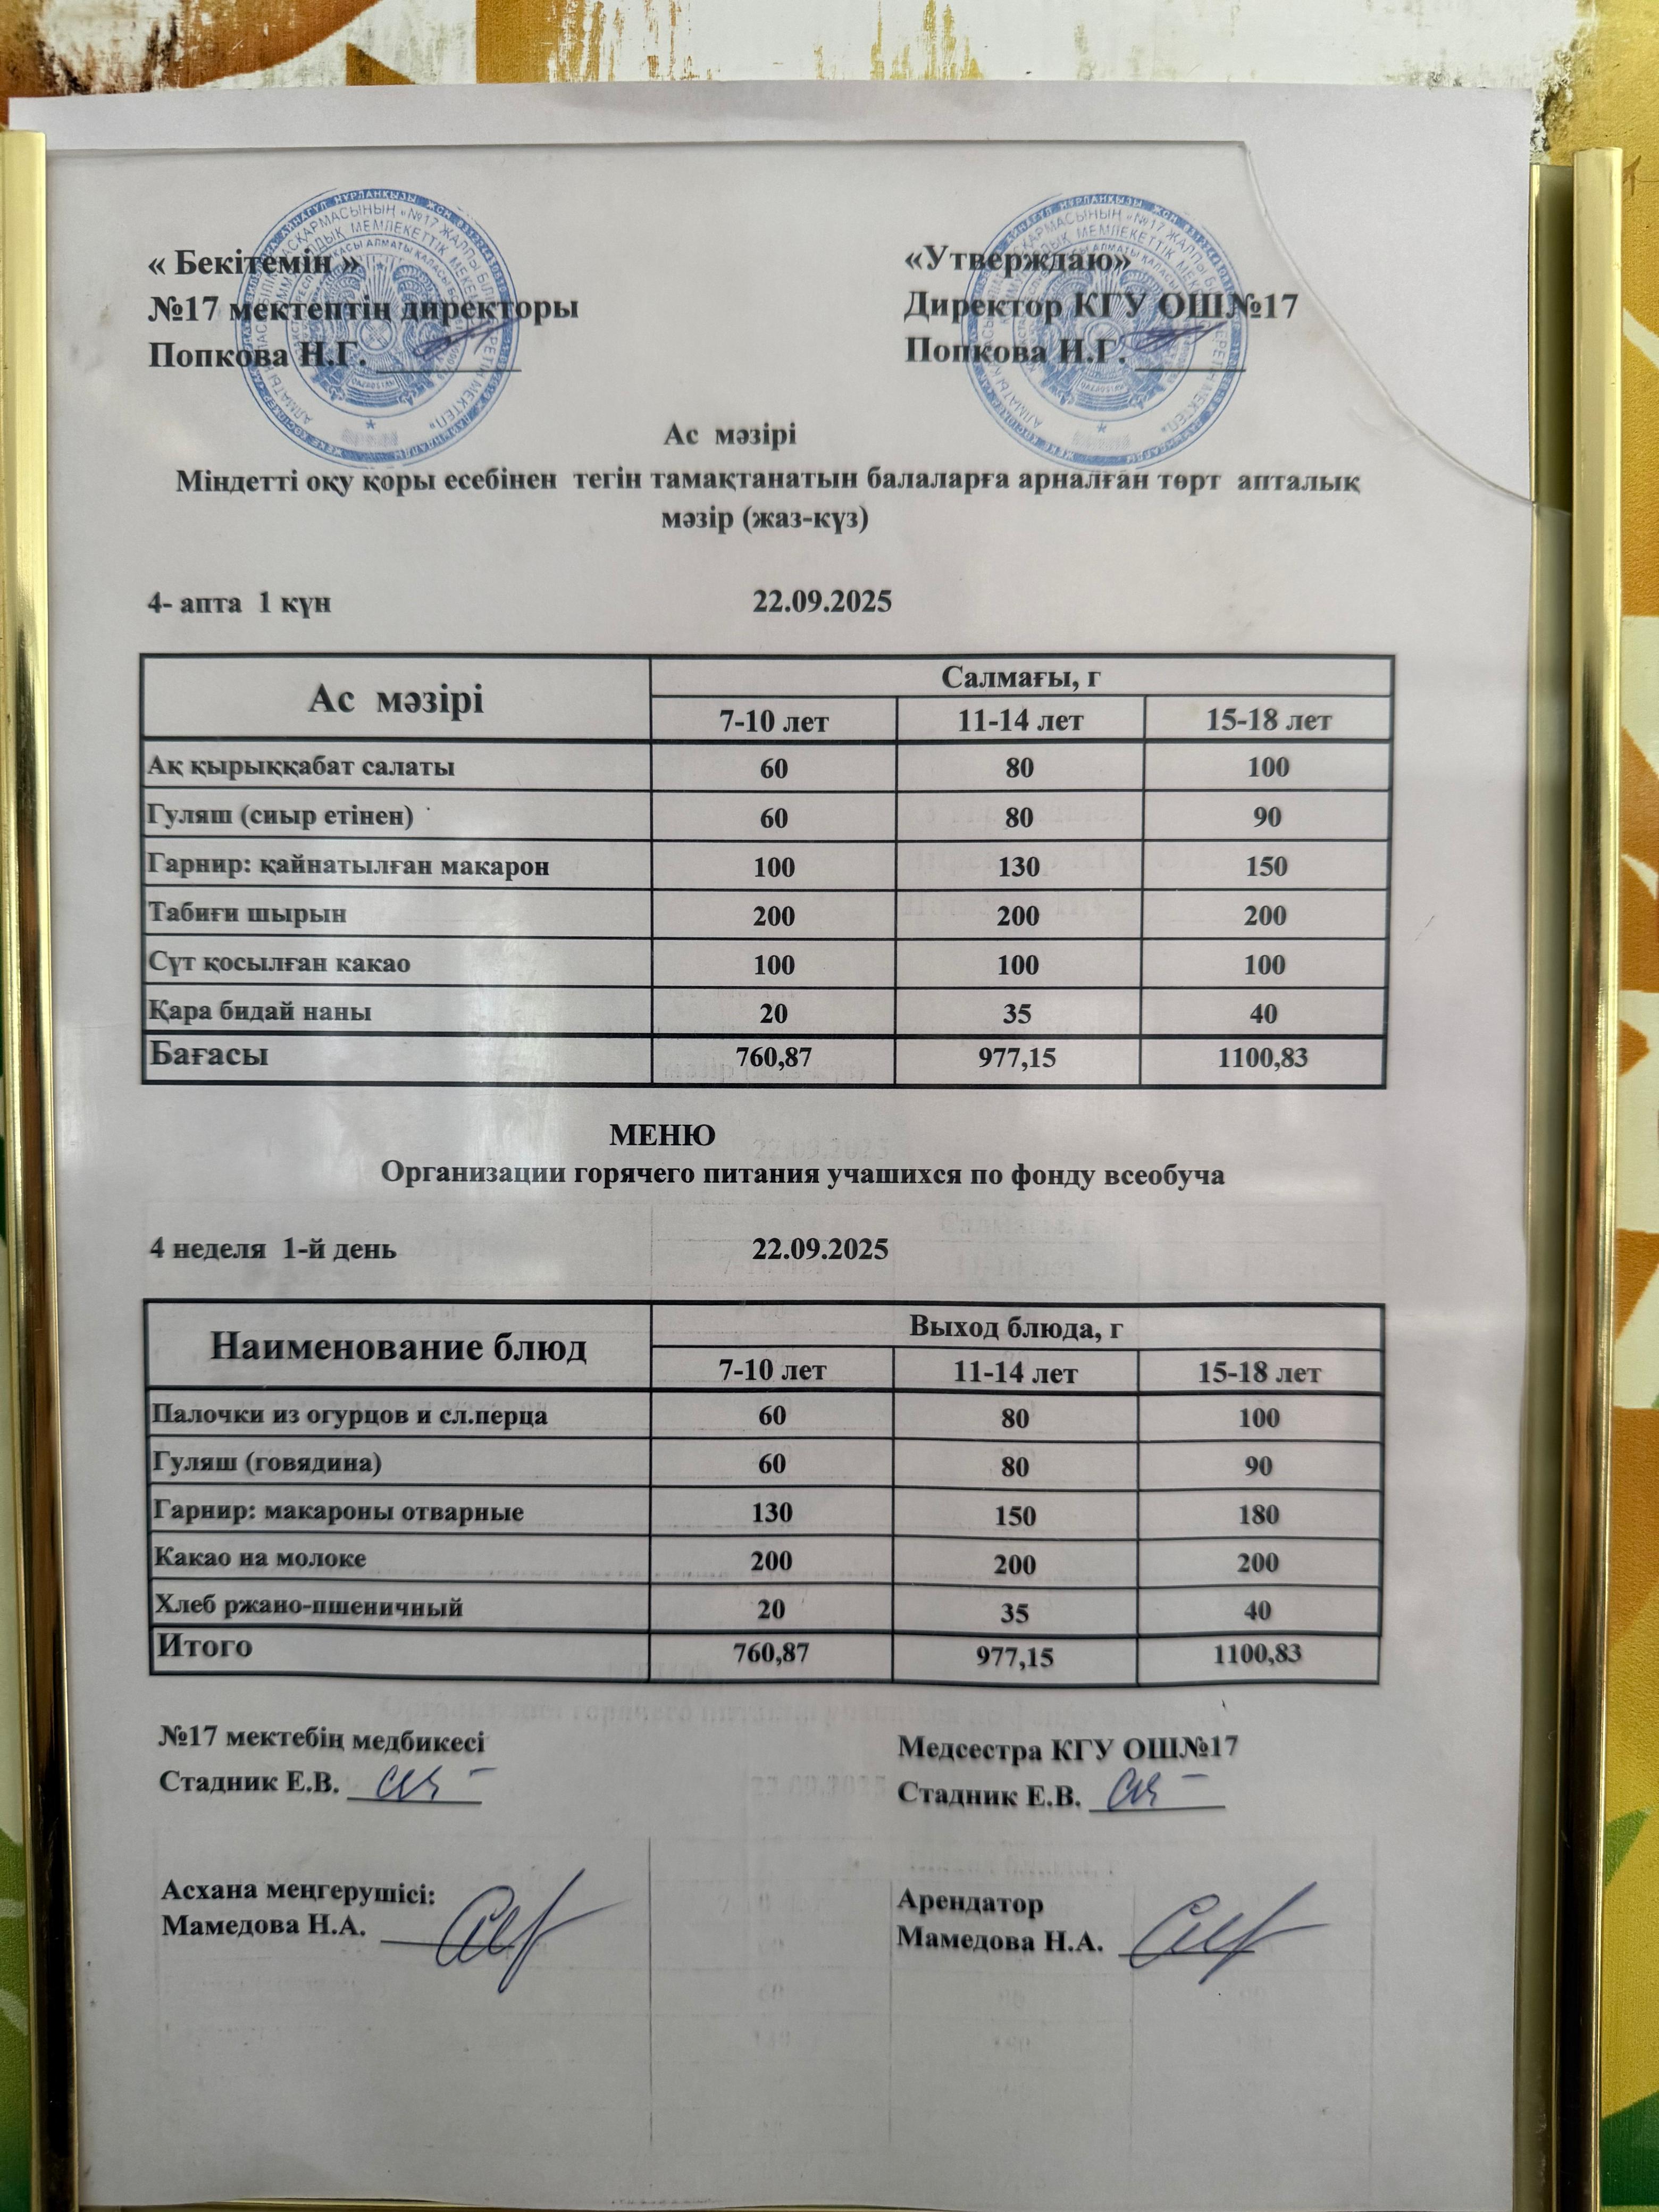 « Бекітемін »
№17 мектептің директоры
Попкова Н.Г.
«Утверждаю»
Директор КГУ ОШ№17
Попкова Н.Г.
Ас мәзірі
Міндетті оқу қоры есебінен тегін тамақтанатын балаларға арналған төрт апталық
мәзір (жаз-күз)
4- апта 1 күн 22.09.2025
Ас мәзірі Салмағы, г
7-10 лет 11-14 лет 15-18 лет
Ақ қырыққабат салаты 60 80 100
Гуляш (сиыр етінен) 60 80 90
Гарнир: қайнатылған макарон 100 130 150
Табиғи шырын 200 200 200
Сүт қосылған какао 100 100 100
Қара бидай наны 20 35 40
Бағасы 760,87 977,15 1100,83
МЕНЮ
Организации горячего питания учашихся по фонду всеобуча
4 неделя 1-й день 22.09.2025
Наименование блюд Выход блюда, г
7-10 лет 11-14 лет 15-18 лет
Палочки из огурцов и сл.перца 60 80 100
Гуляш (говядина) 60 80 90
Гарнир: макароны отварные 130 150 180
Какао на молоке 200 200 200
Хлеб ржано-пшеничный 20 35 40
Итого 760,87 977,15 1100,83
№17 мектебің медбикесі
Стадник Е.В.
Медсестра КГУ ОШ№17
Стадник Е.В.
Асхана меңгерушісі:
Мамедова Н.А.
Арендатор
Мамедова Н.А.